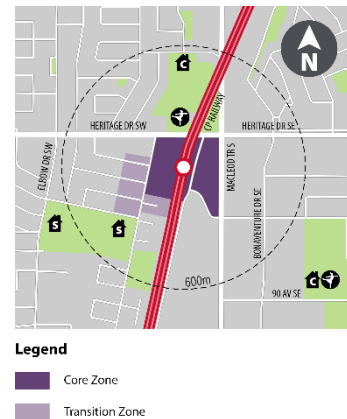 N
C
HERITAGE DR SW
CP RAILWAY
HERITAGE DR SE
ELBOW DR SW
MACLEOD TR S
BONAVENTURE DR SE
S
S
600m
C
90 AV SE
Legend
Core Zone
Transition Zone